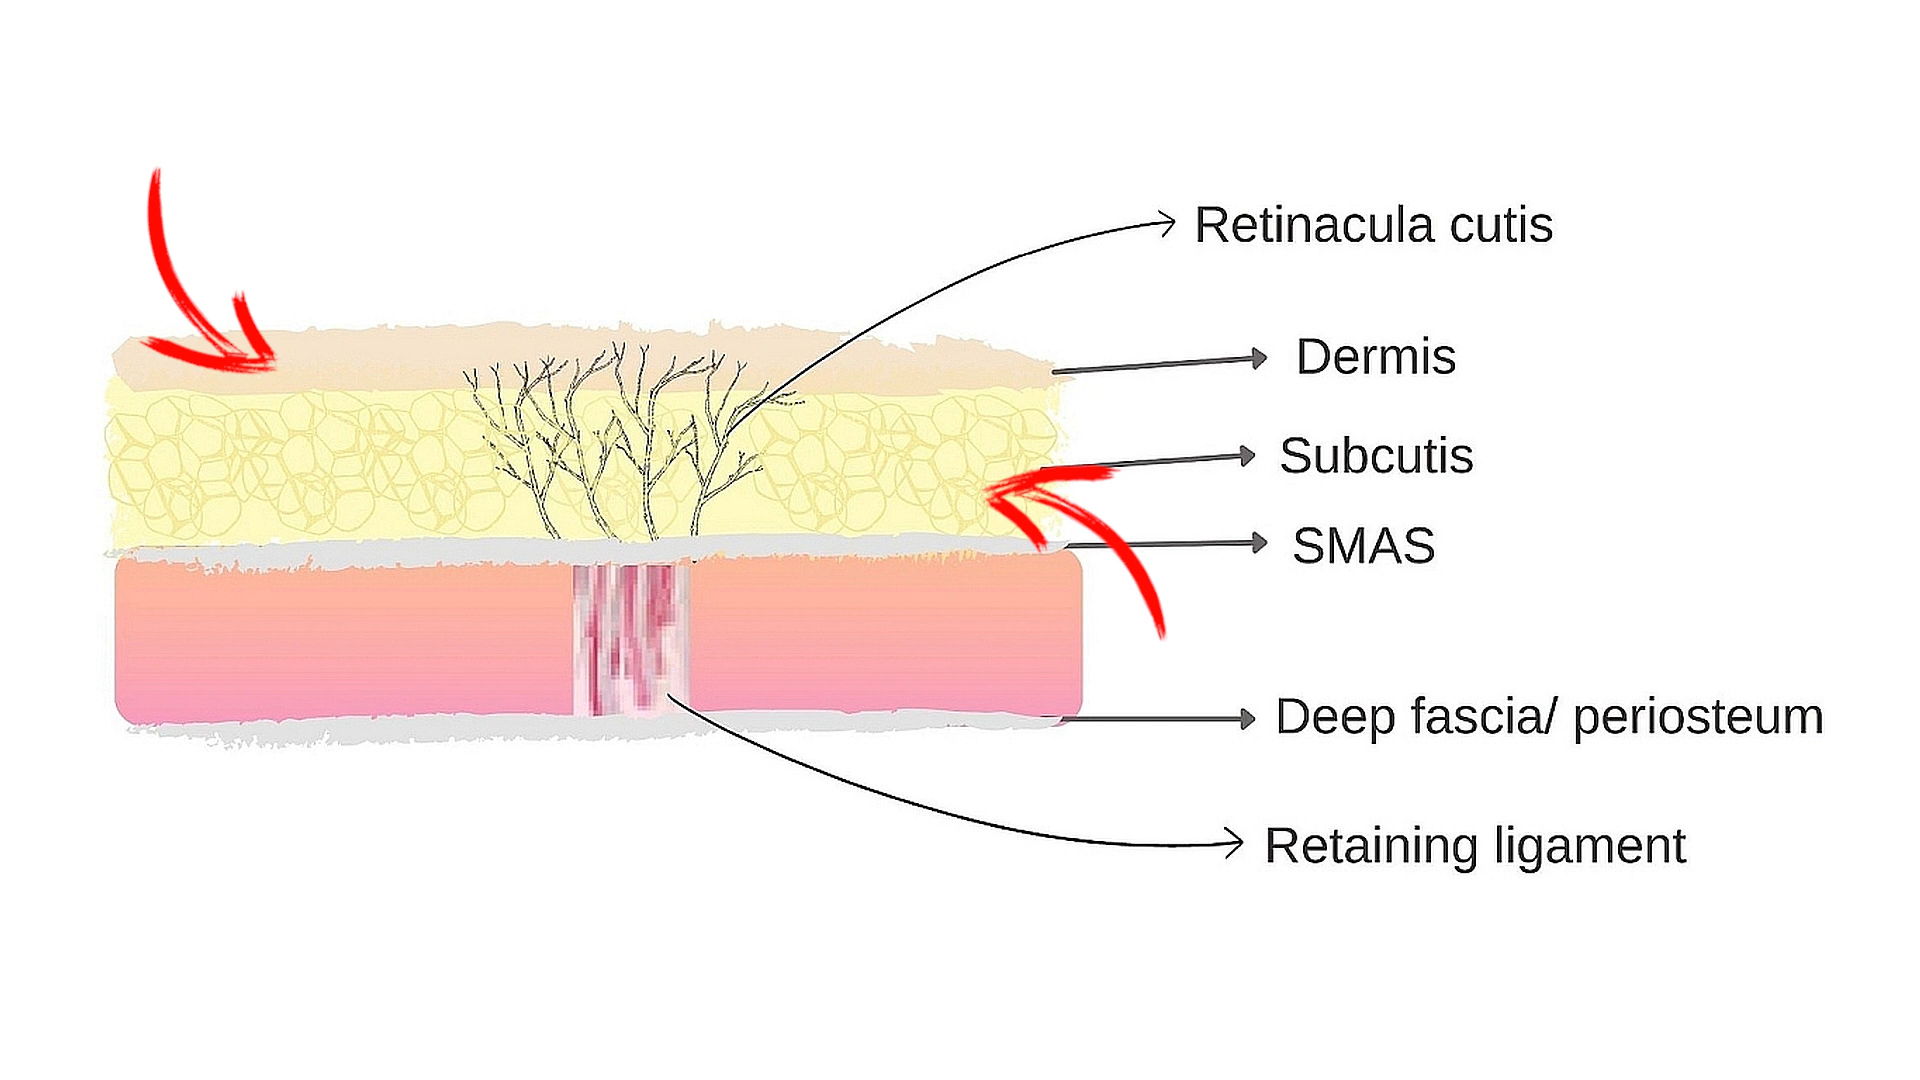 Retinacula cutis
Dermis
Subcutis
SMAS
Deep fascia/ periosteum
Retaining ligament